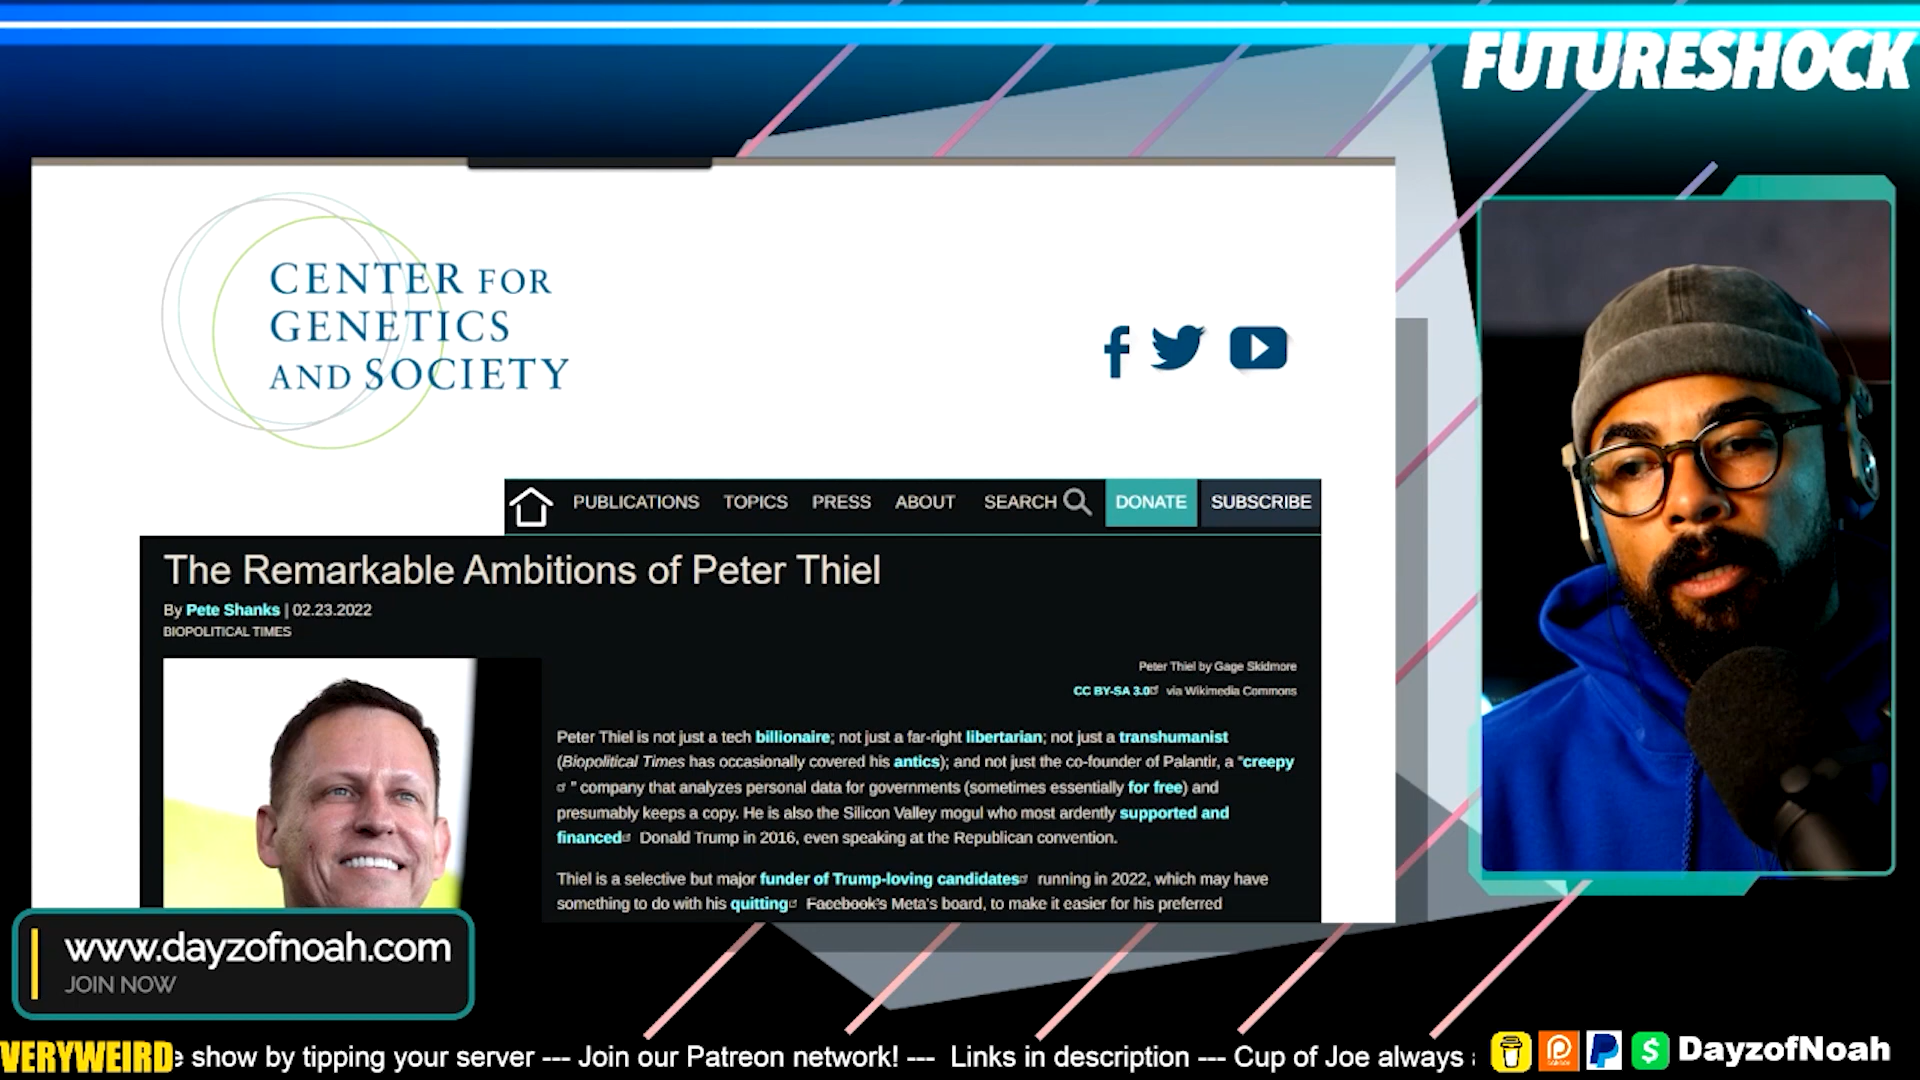 FUTURESHOCK
CENTER FOR
GENETICS
AND SOCIETY
PUBLICATIONS TOPICS PRESS ABOUT SEARCH DONATE SUBSCRIBE
The Remarkable Ambitions of Peter Thiel
By Pete Shanks | 02.23.2022
BIOPOLITICAL TIMES
Peter Thiel by Gage Skidmore
CC BY-SA 3.0 via Wikimedia Commons
Peter Thiel is not just a tech billionaire; not just a far-right libertarian; not just a transhumanist
(Biopolitical Times has occasionally covered his antics); and not just the co-founder of Palantir, a "creepy
" company that analyzes personal data for governments (sometimes essentially for free) and
presumably keeps a copy. He is also the Silicon Valley mogul who most ardently supported and
financed Donald Trump in 2016, even speaking at the Republican convention.
Thiel is a selective but major funder of Trump-loving candidates running in 2022, which may have
something to do with his quitting Facebook's Meta's board, to make it easier for his preferred
www.dayzofnoah.com
JOIN NOW
VERYWEIRD show by tipping your server --- Join our Patreon network! --- Links in description --- Cup of Joe always DayzofNoah